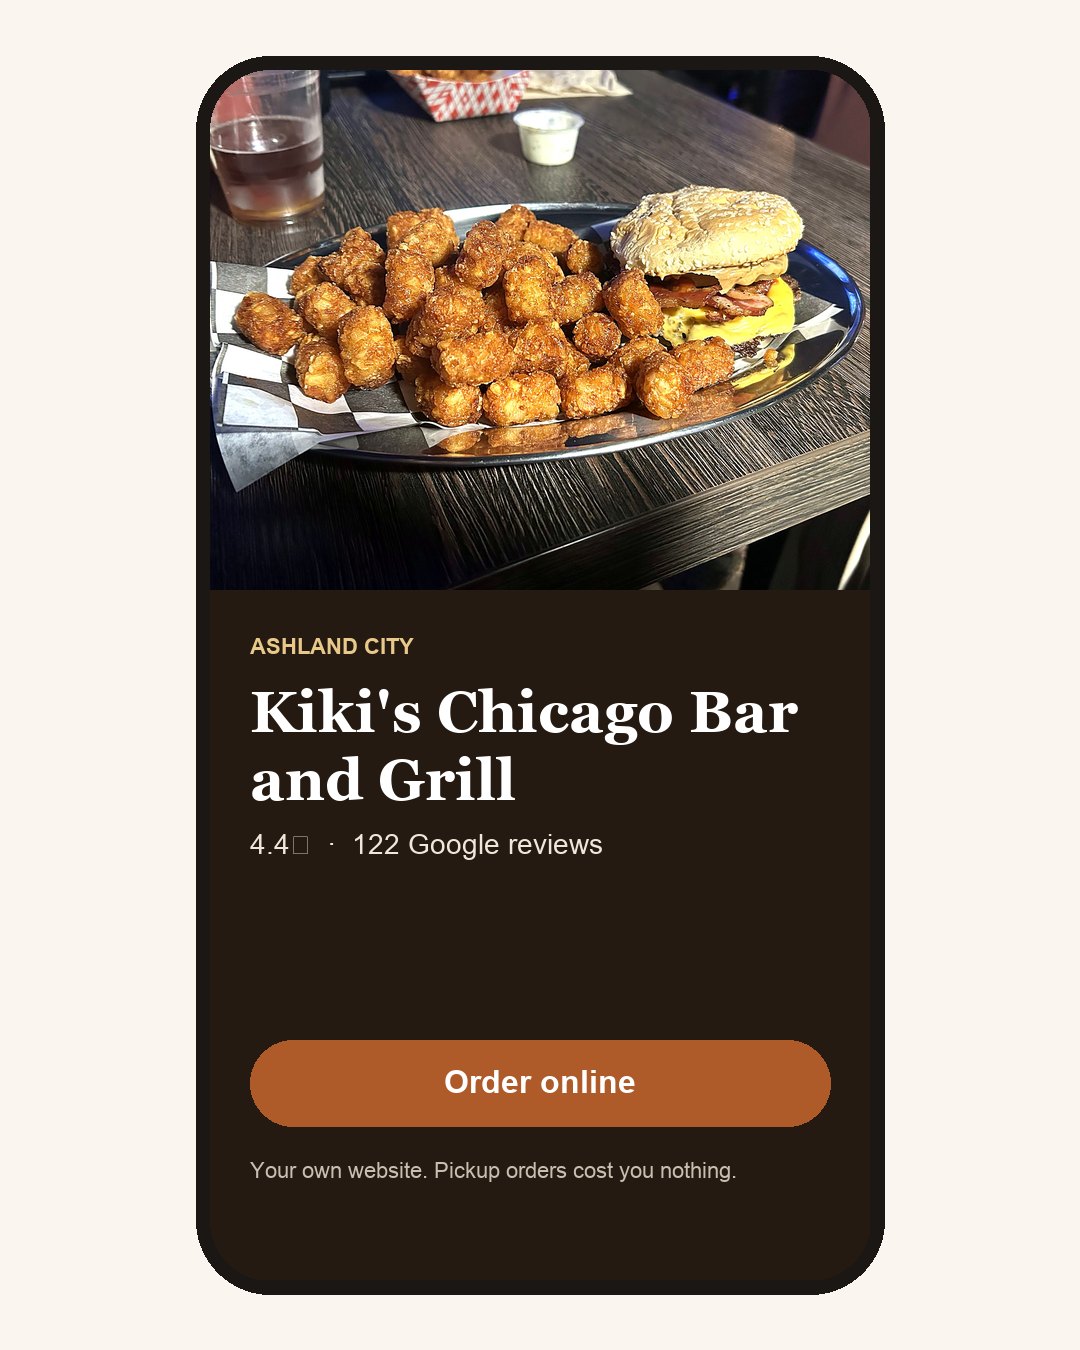 ASHLAND CITY
Kiki's Chicago Bar
and Grill
4.4□ · 122 Google reviews
Order online
Your own website. Pickup orders cost you nothing.